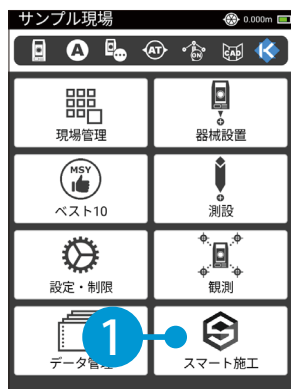 サンプル現場
0.000m
A
AT
ON
CAD
現場管理
器械設置
MSY
ベスト10
測設
設定・制限
観測
データ管理
1
スマート施工